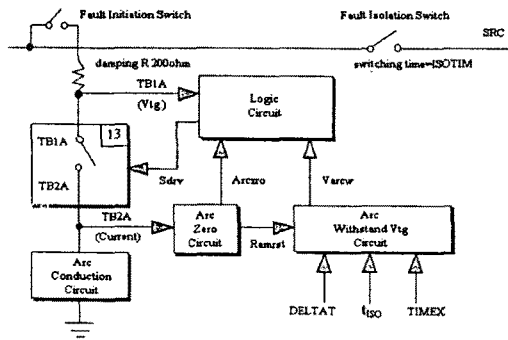 Fault Initiation Switch
Fault Isolation Switch
SRC
switching time=ISOTIM
damping R 200ohm
TB1A
(Vtg)
Logic
Circuit
TB1A
13
TB2A
Sdrv
Arczro
Varcw
TB2A
(Current)
Arc
Zero
Circuit
Ramrst
Arc
Withstand Vtg
Circuit
Arc
Conduction
Circuit
DELTAT
tISO
TIMEX